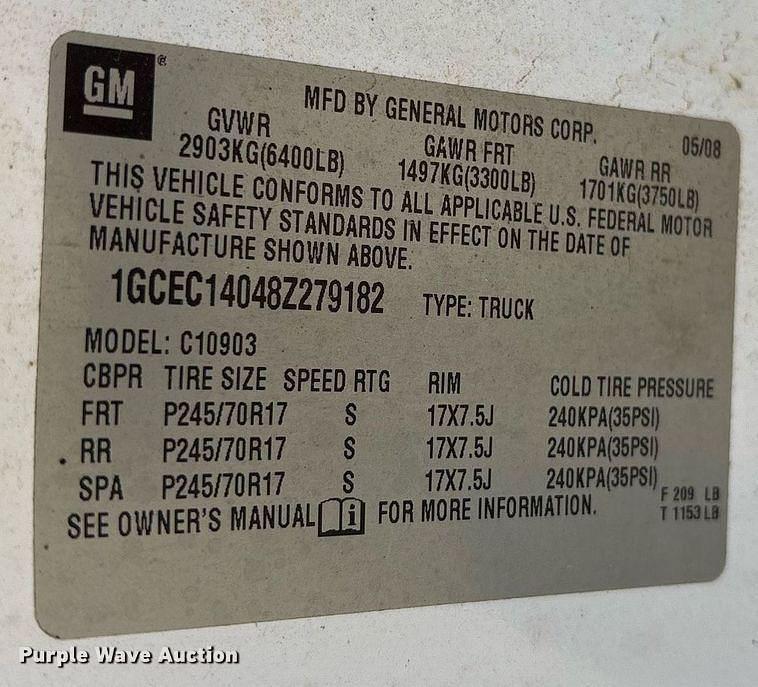 GM
MFD BY GENERAL MOTORS CORP.
05/08
GVWR GAWR FRT GAWR RR
2903KG(6400LB) 1497KG(3300LB) 1701KG(3750LB)
THIS VEHICLE CONFORMS TO ALL APPLICABLE U.S. FEDERAL MOTOR
VEHICLE SAFETY STANDARDS IN EFFECT ON THE DATE OF
MANUFACTURE SHOWN ABOVE.
1GCEC14048Z279182 TYPE: TRUCK
MODEL: C10903
CBPR TIRE SIZE SPEED RTG RIM COLD TIRE PRESSURE
FRT P245/70R17 S 17X7.5J 240KPA(35PSI)
RR P245/70R17 S 17X7.5J 240KPA(35PSI)
SPA P245/70R17 S 17X7.5J 240KPA(35PSI)
F 209 LB
T 1153 LB
SEE OWNER'S MANUAL i FOR MORE INFORMATION.
Purple Wave Auction